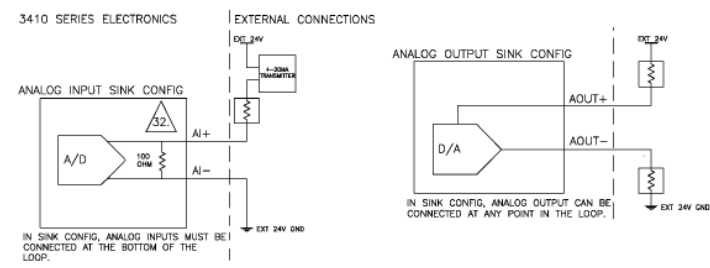 3410 SERIES ELECTRONICS
EXTERNAL CONNECTIONS
EXT 24V
4-20MA
TRANSMITTER
ANALOG INPUT SINK CONFIG
32.
AI+
A/D
100
OHM
AI-
EXT 24V GND
IN SINK CONFIG, ANALOG INPUTS MUST BE
CONNECTED AT THE BOTTOM OF THE
LOOP.
EXT 24V
ANALOG OUTPUT SINK CONFIG
AOUT+
AOUT-
D/A
EXT 24V GND
IN SINK CONFIG, ANALOG OUTPUT CAN BE
CONNECTED AT ANY POINT IN THE LOOP.